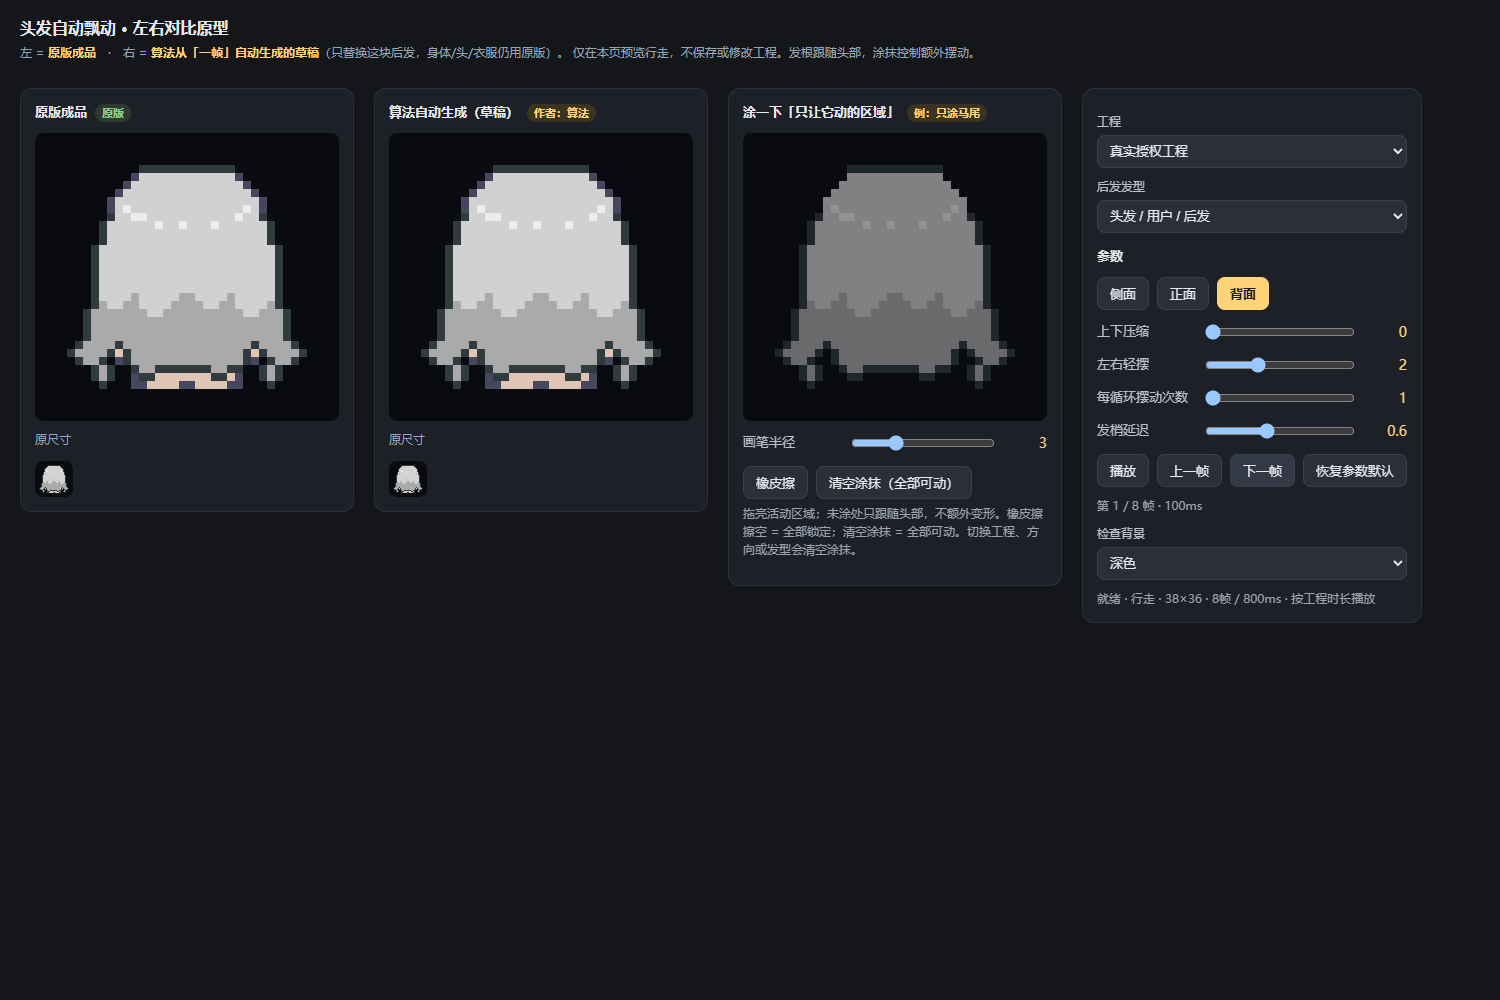 头发自动飘动 • 左右对比原型
左 = 原版成品 · 右 = 算法从「一帧」自动生成的草稿（只替换这块后发，身体/头/衣服仍用原版）。 仅在本页预览行走，不保存或修改工程。发根跟随头部，涂抹控制额外摆动。
原版成品 原版
原尺寸
算法自动生成（草稿） 作者：算法
原尺寸
涂一下「只让它动的区域」 例：只涂马尾
画笔半径 3
橡皮擦 清空涂抹（全部可动）
拖亮活动区域；未涂处只跟随头部，不额外变形。橡皮擦
擦空 = 全部锁定；清空涂抹 = 全部可动。切换工程、方
向或发型会清空涂抹。
工程
真实授权工程
后发发型
头发 / 用户 / 后发
参数
侧面 正面 背面
上下压缩 0
左右轻摆 2
每循环摆动次数 1
发梢延迟 0.6
播放 上一帧 下一帧 恢复参数默认
第 1 / 8 帧 · 100ms
检查背景
深色
就绪 · 行走 · 38×36 · 8帧 / 800ms · 按工程时长播放